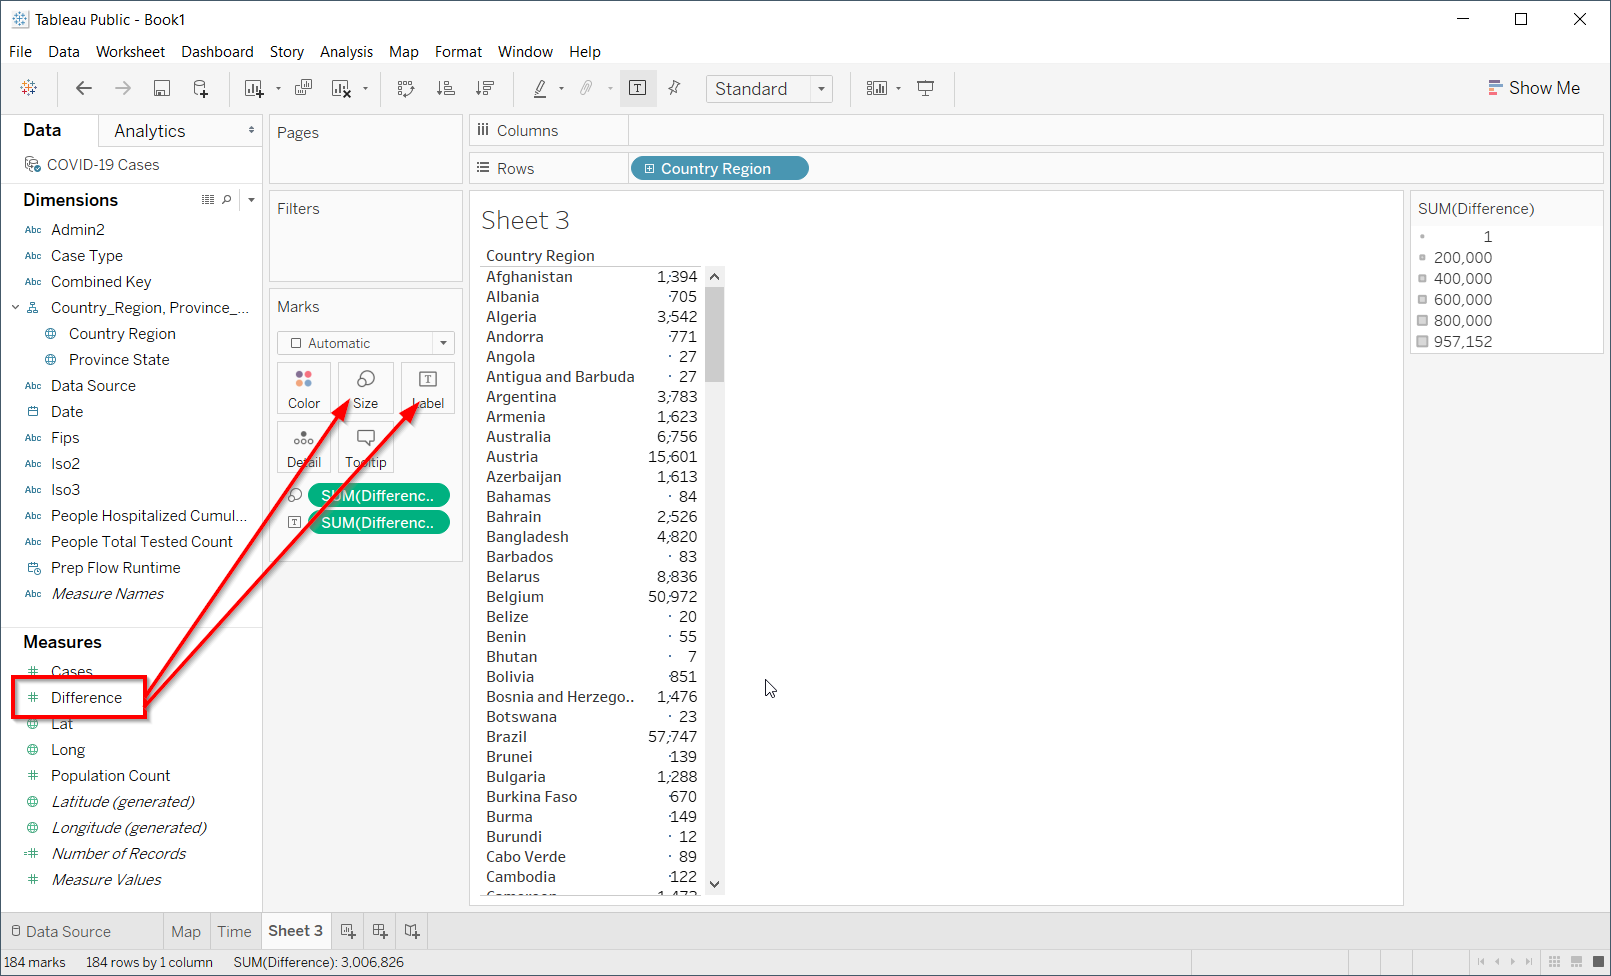 Tableau Public - Book1
File Data Worksheet Dashboard Story Analysis Map Format Window Help
Standard
Show Me
Data
Analytics
COVID-19 Cases
Dimensions
Abc Admin2
Abc Case Type
Abc Combined Key
Country_Region, Province_...
Country Region
Province State
Abc Data Source
Date
Abc Fips
Abc Iso2
Abc Iso3
Abc People Hospitalized Cumul...
Abc People Total Tested Count
Prep Flow Runtime
Abc Measure Names
Measures
# Cases
# Difference
Lat
Long
# Population Count
Latitude (generated)
Longitude (generated)
=# Number of Records
# Measure Values
Pages
Filters
Marks
Automatic
Color
Size
T
Label
Detail
Tooltip
SUM(Differenc..
T SUM(Differenc..
Columns
Rows
Country Region
Sheet 3
Country Region
Afghanistan 1,394
Albania 705
Algeria 3,542
Andorra 771
Angola 27
Antigua and Barbuda 27
Argentina 3,783
Armenia 1,623
Australia 6,756
Austria 15,601
Azerbaijan 1,613
Bahamas 84
Bahrain 2,526
Bangladesh 4,820
Barbados 83
Belarus 8,836
Belgium 50,972
Belize 20
Benin 55
Bhutan 7
Bolivia 851
Bosnia and Herzego.. 1,476
Botswana 23
Brazil 57,747
Brunei 139
Bulgaria 1,288
Burkina Faso 670
Burma 149
Burundi 12
Cabo Verde 89
Cambodia 122
SUM(Difference)
1
200,000
400,000
600,000
800,000
957,152
Data Source
Map
Time
Sheet 3
184 marks 184 rows by 1 column SUM(Difference): 3,006,826